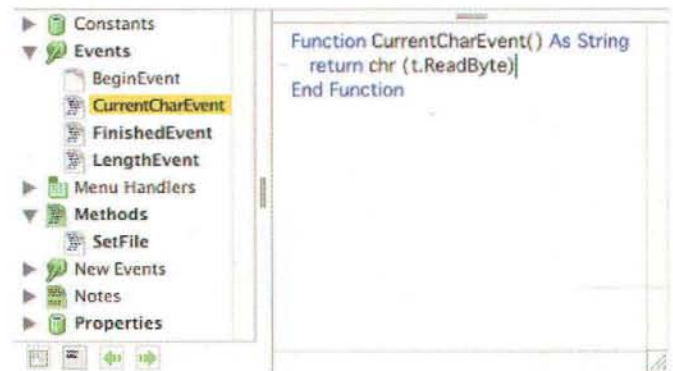 Constants
Events
BeginEvent
CurrentCharEvent
FinishedEvent
LengthEvent
Menu Handlers
Methods
SetFile
New Events
Notes
Properties
Function CurrentCharEvent() As String
return chr (t.ReadByte)
End Function